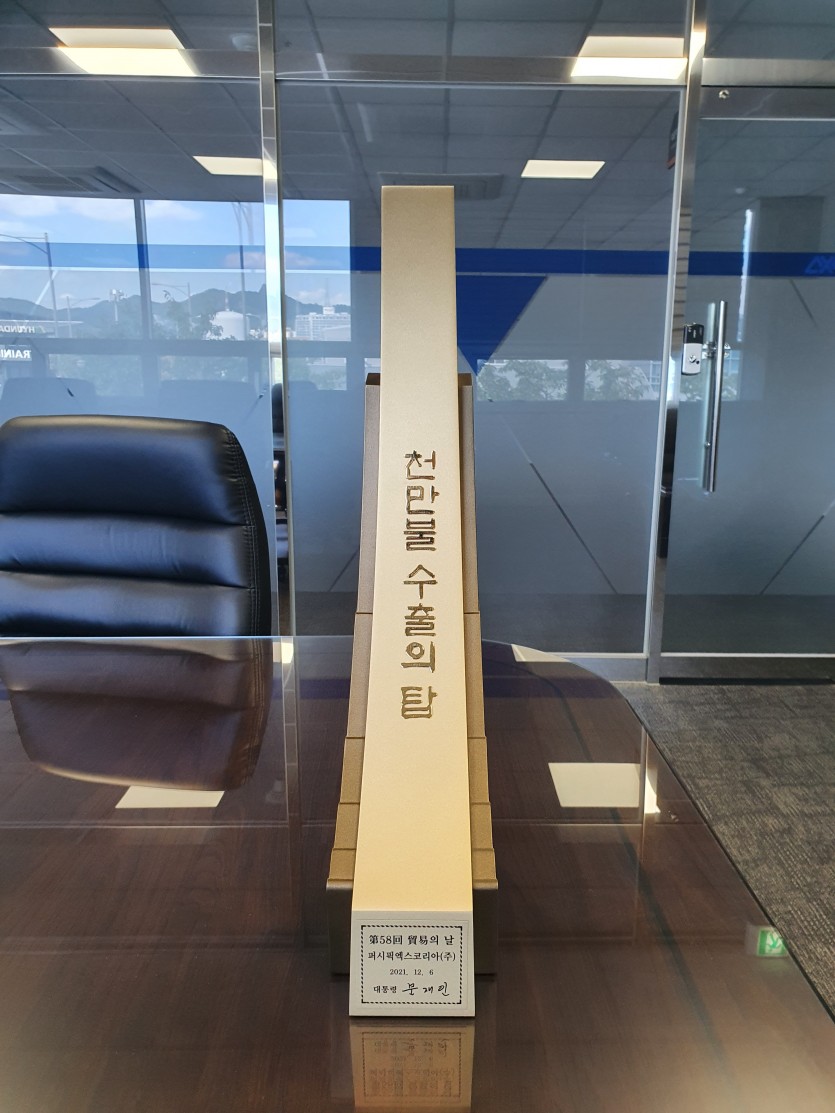 천만불 수출의 탑
第58回 貿易의 날
퍼시픽엑스코리아(주)
2021. 12. 6
대통령 문재인